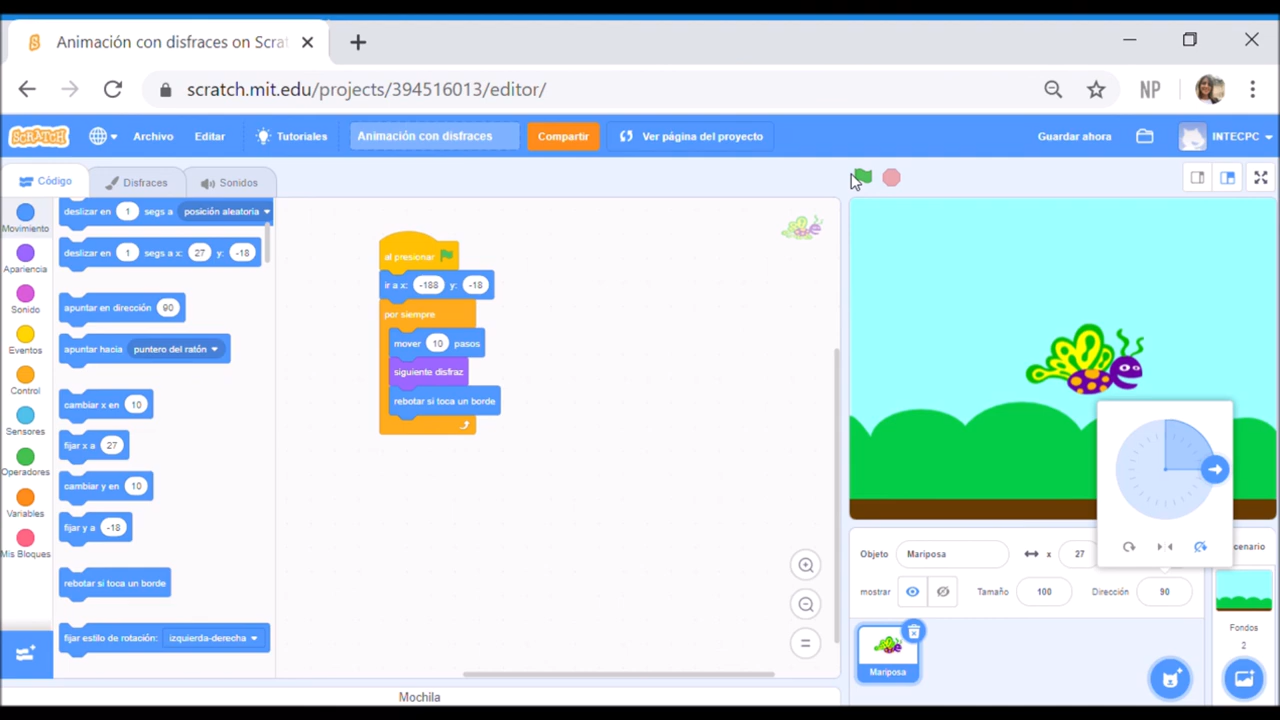 Animación con disfraces on Scrat
scratch.mit.edu/projects/394516013/editor/
NP
SCRATCH
Archivo
Editar
Tutoriales
Animación con disfraces
Compartir
Ver página del proyecto
Guardar ahora
INTECPC
Código
Disfraces
Sonidos
Movimiento
Apariencia
Sonido
Eventos
Control
Sensores
Operadores
Variables
Mis Bloques
deslizar en 1 segs a posición aleatoria
deslizar en 1 segs a x: 27 y: -18
apuntar en dirección 90
apuntar hacia puntero del ratón
cambiar x en 10
fijar x a 27
cambiar y en 10
fijar y a -18
rebotar si toca un borde
fijar estilo de rotación: izquierda-derecha
al presionar
ir a x: -188 y: -18
por siempre
mover 10 pasos
siguiente disfraz
rebotar si toca un borde
Mochila
Objeto Mariposa x 27
mostrar Tamaño 100 Dirección 90
Mariposa
cenario
Fondos
2